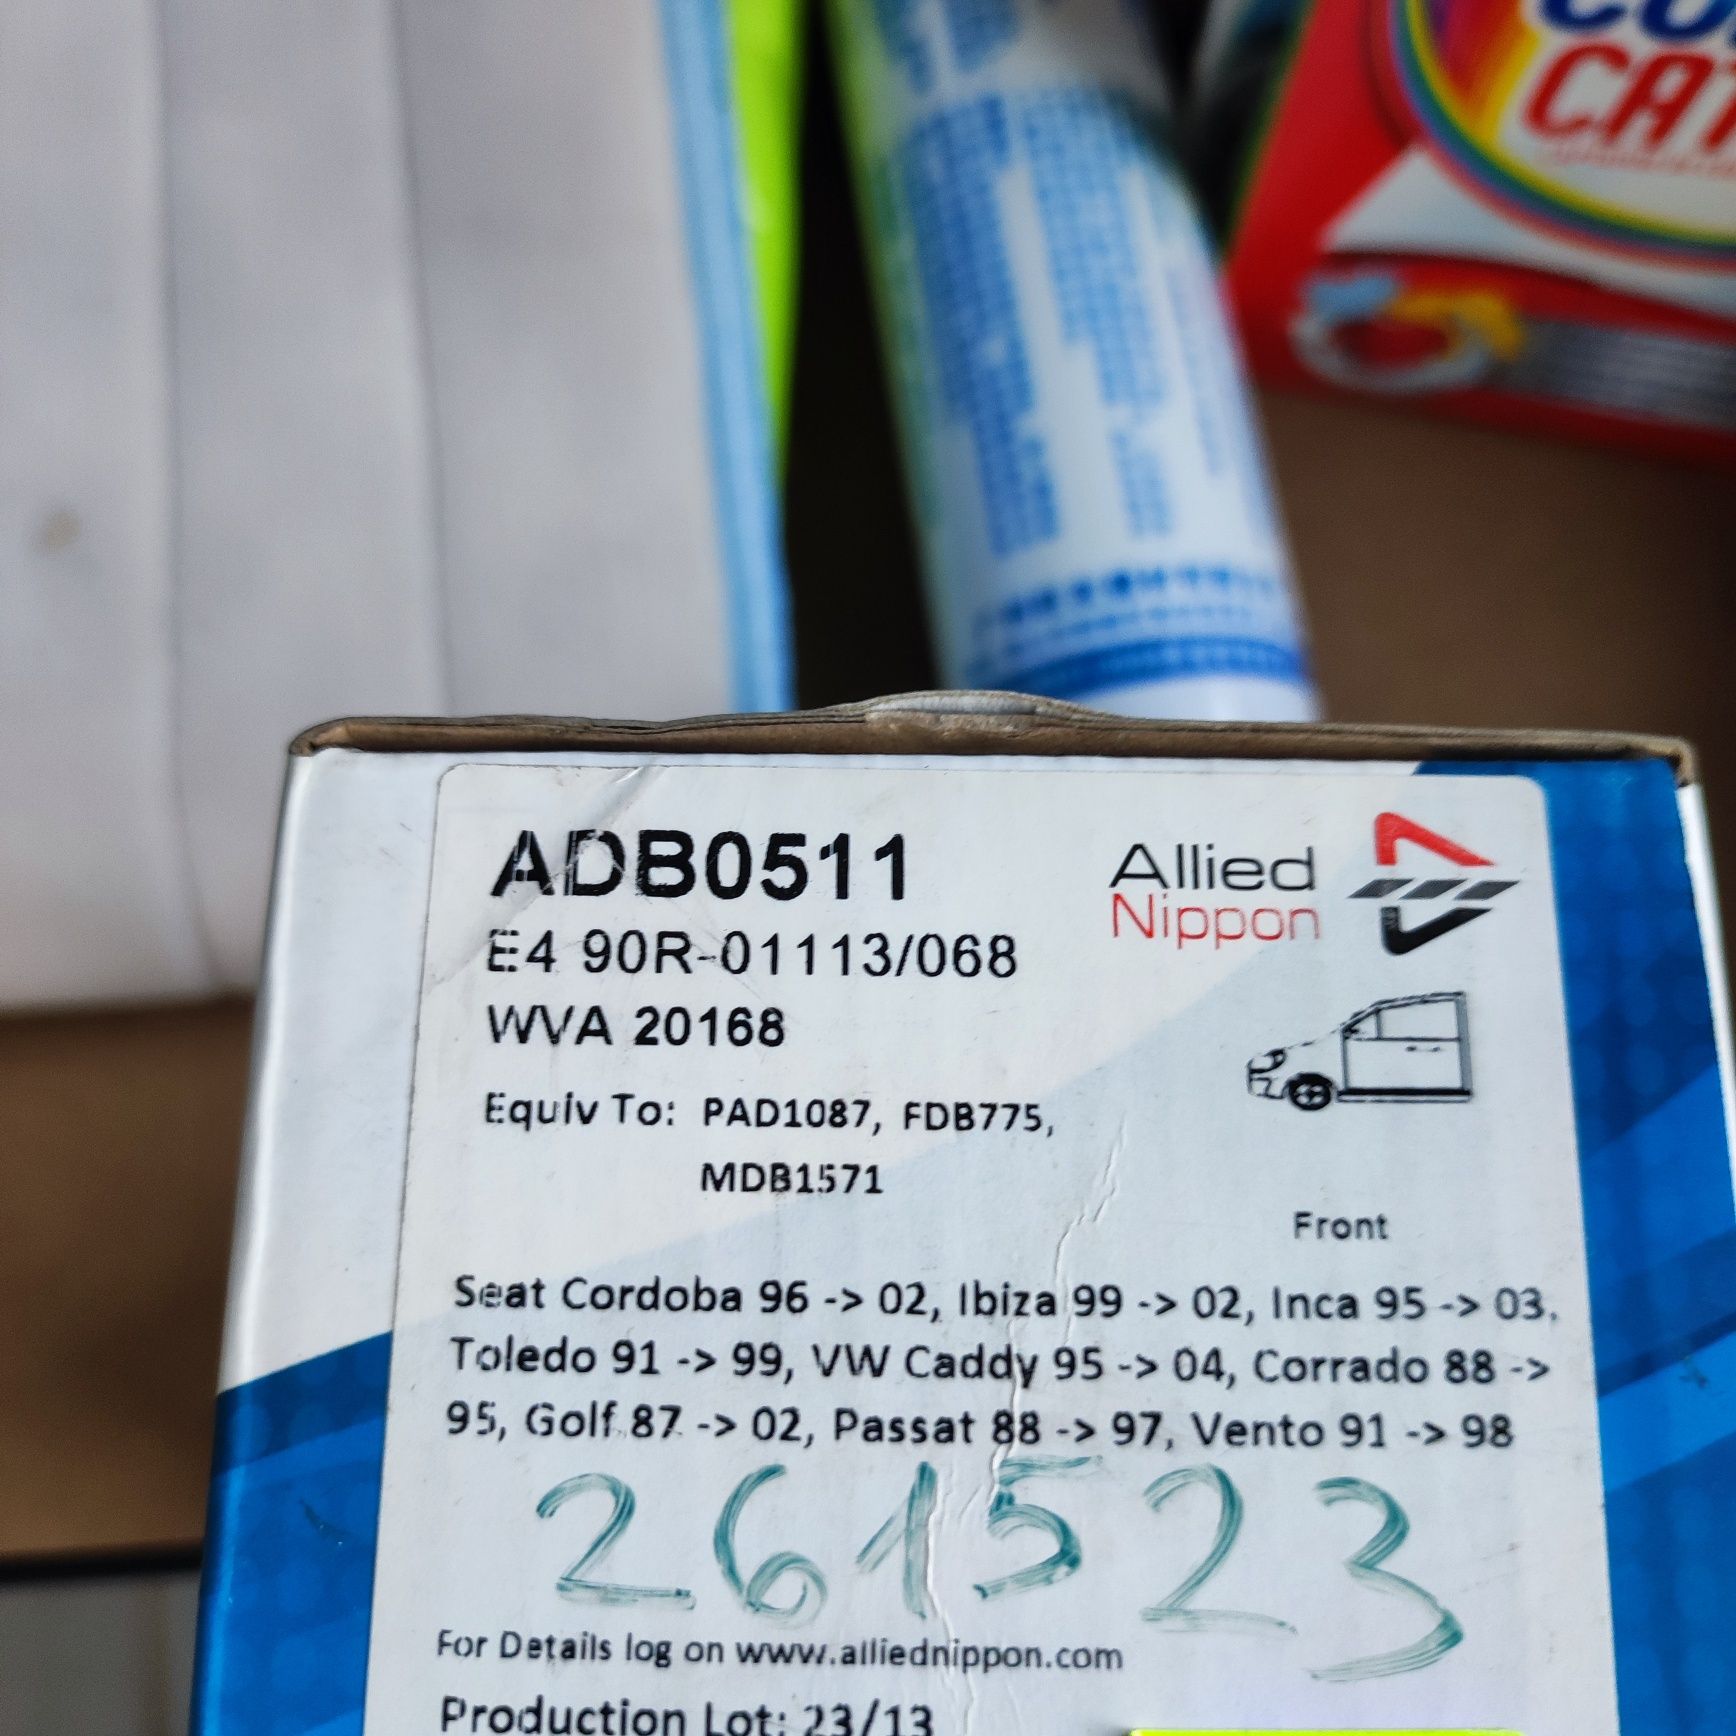 CAT
ADB0511
Allied
Nippon
E4 90R-01113/068
WVA 20168
Equiv To: PAD1087, FDB775,
MDB1571
Front
Seat Cordoba 96 -> 02, Ibiza 99 -> 02, Inca 95 -> 03,
Toledo 91 -> 99, VW Caddy 95 -> 04, Corrado 88 ->
95, Golf 87 -> 02, Passat 88 -> 97, Vento 91 -> 98
261523
For Details log on www.alliednippon.com
Production Lot: 23/13